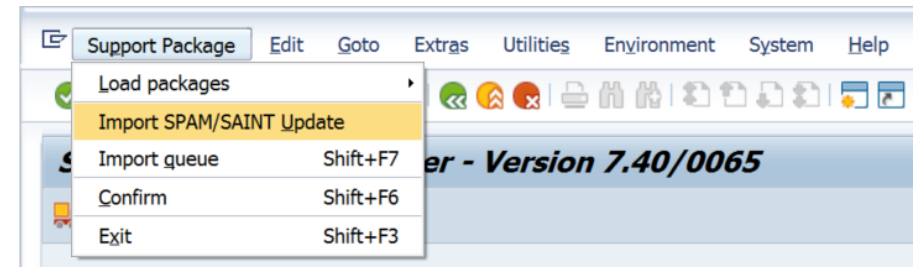 Support Package Edit Goto Extras Utilities Environment System Help
Load packages
Import SPAM/SAINT Update
Import queue Shift+F7
er - Version 7.40/0065
Confirm Shift+F6
Exit Shift+F3